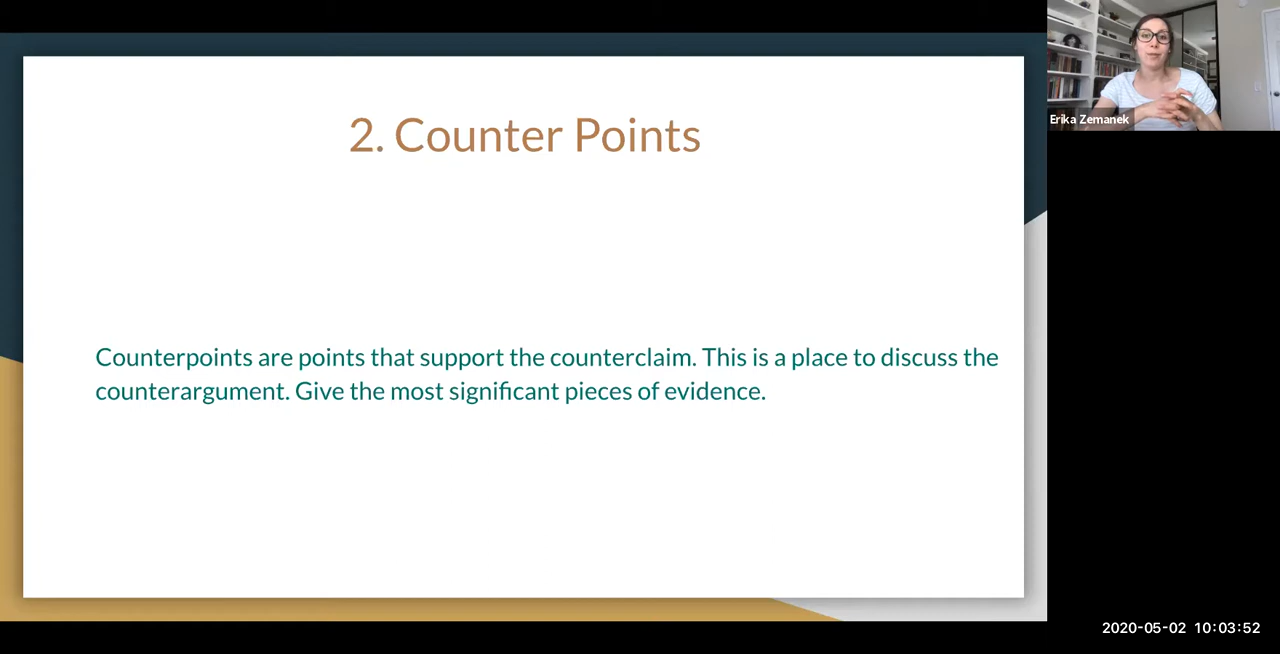 2. Counter Points
Counterpoints are points that support the counterclaim. This is a place to discuss the
counterargument. Give the most significant pieces of evidence.
Erika Zemanek
2020-05-02 10:03:52